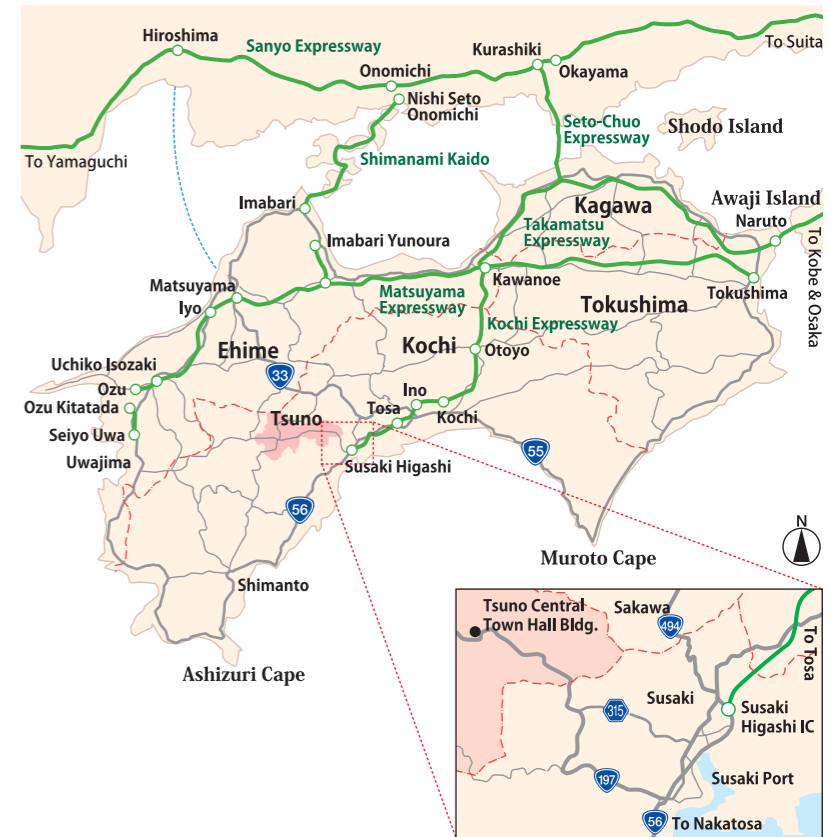 Hiroshima
Sanyo Expressway
Kurashiki
To Suita
Onomichi
Okayama
Nishi Seto
Onomichi
Seto-Chuo
Expressway
Shodo Island
To Yamaguchi
Shimanami Kaido
Imabari
Kagawa
Awaji Island
Naruto
Imabari Yunoura
Takamatsu
Expressway
To Kobe & Osaka
Kawanoe
Matsuyama
Iyo
Matsuyama
Expressway
Tokushima
Tokushima
Kochi Expressway
Ehime
Kochi
Otoyo
Uchiko Isozaki
33
Ozu
Ino
Ozu Kitatada
Tsuno
Tosa
Kochi
Seiyo Uwa
55
Uwajima
Susaki Higashi
56
N
Muroto Cape
Shimanto
Ashizuri Cape
Tsuno Central
Town Hall Bldg.
Sakawa
494
To Tosa
Susaki
315
Susaki
Higashi IC
197
Susaki Port
56
To Nakatosa